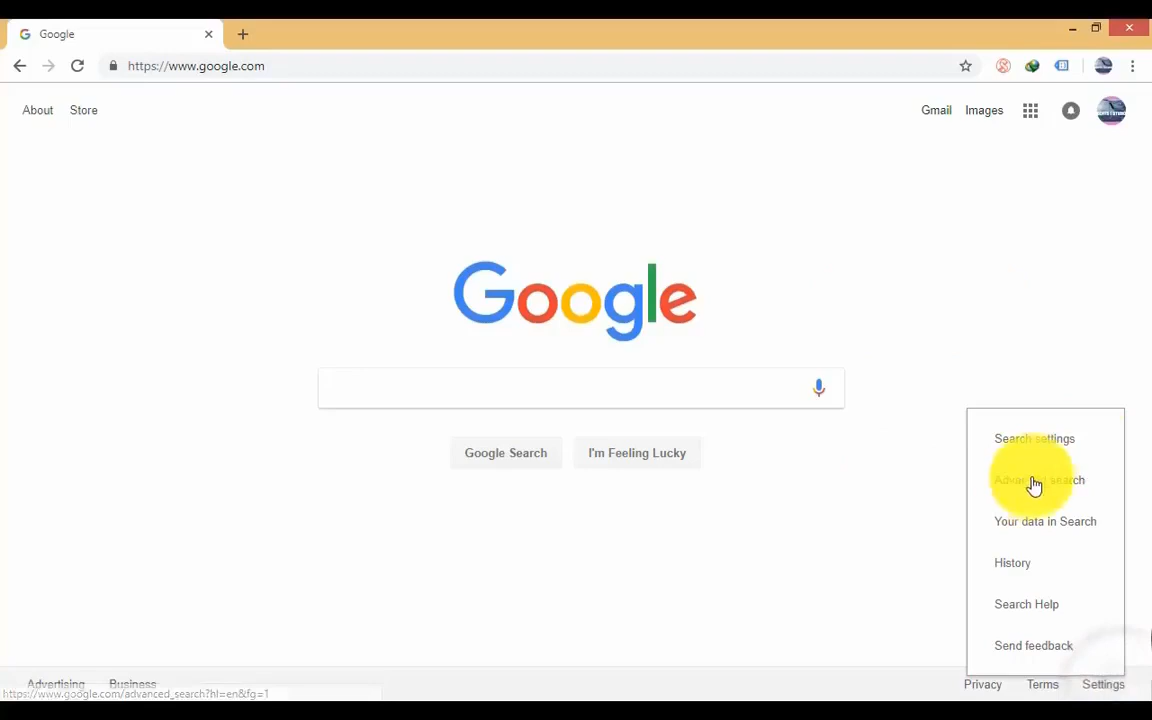 Google
https://www.google.com
About Store
Gmail Images
Google
Google Search I'm Feeling Lucky
Search settings
Advanced search
Your data in Search
History
Search Help
Send feedback
Advertising Business
Privacy Terms Settings
https://www.google.com/advanced_search?hl=en&fg=1